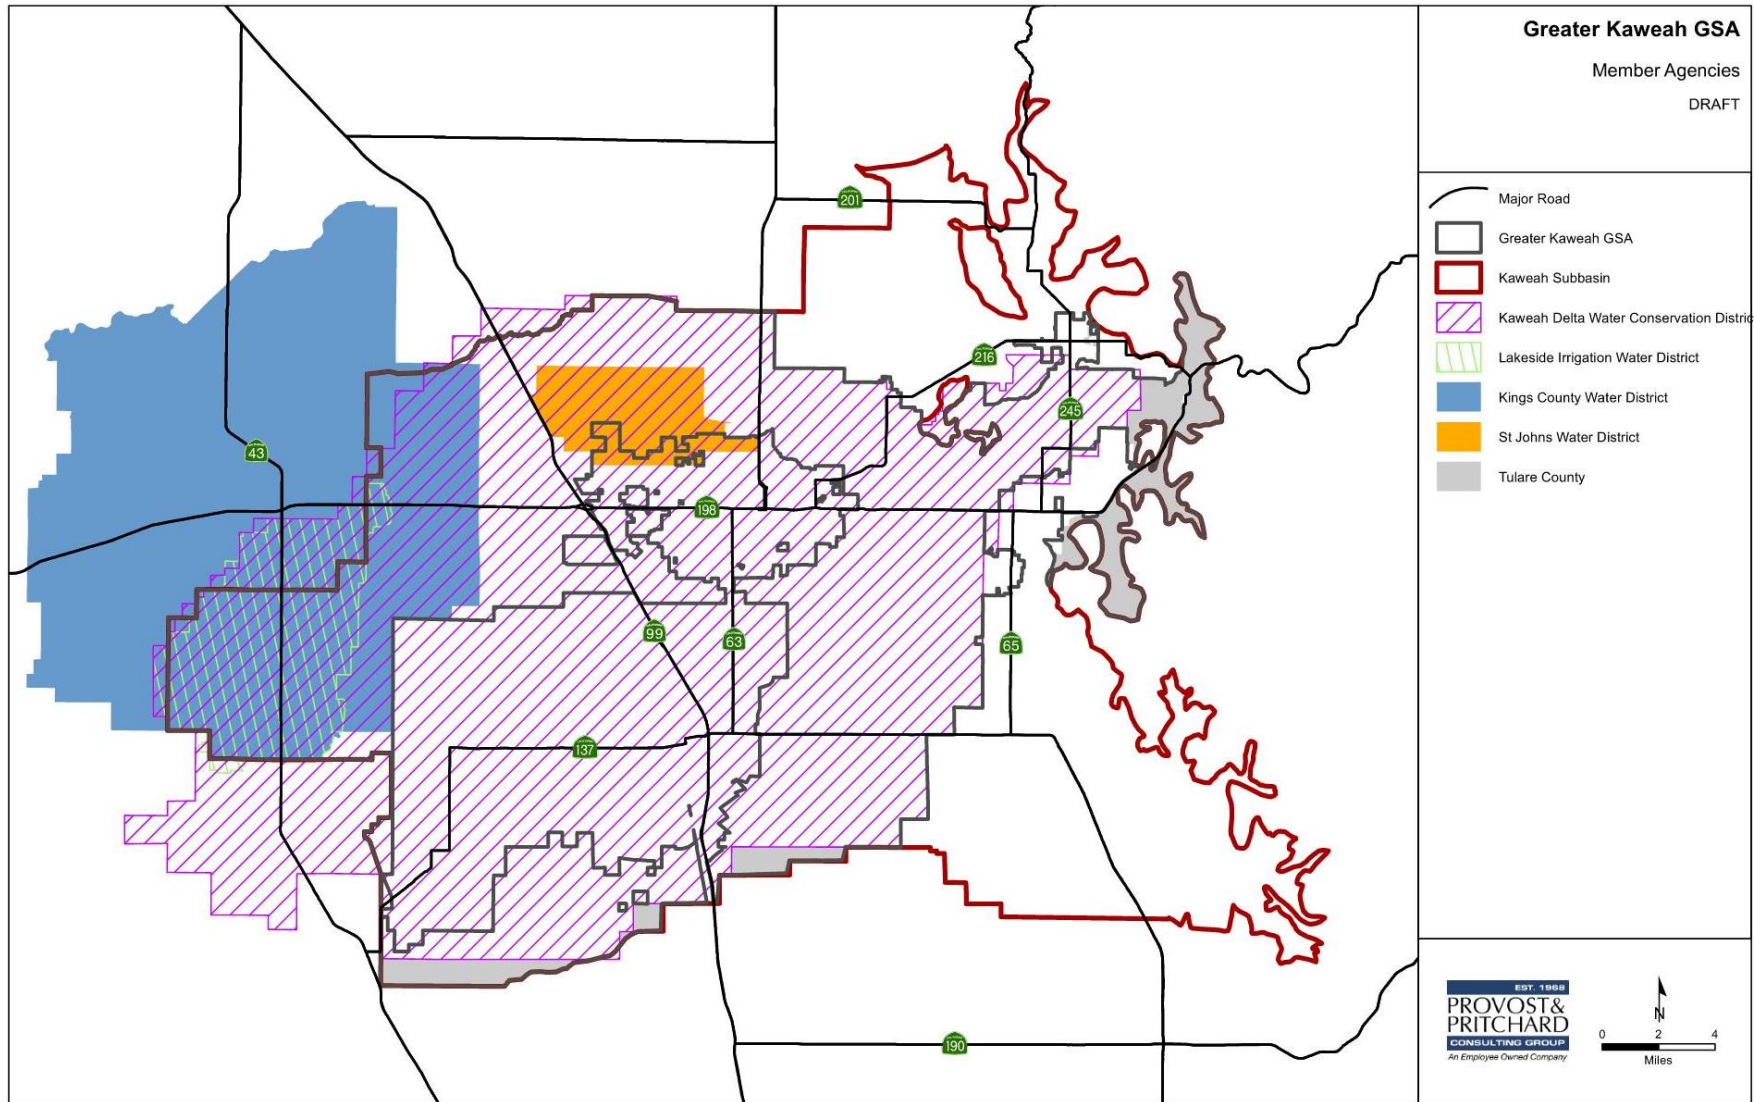 Greater Kaweah GSA
Member Agencies
DRAFT
Major Road
Greater Kaweah GSA
Kaweah Subbasin
Kaweah Delta Water Conservation Distric
Lakeside Irrigation Water District
Kings County Water District
St Johns Water District
Tulare County
201
216
245
43
198
99
63
65
137
190
EST. 1968
PROVOST&
PRITCHARD
CONSULTING GROUP
An Employee Owned Company
N
0 2 4
Miles